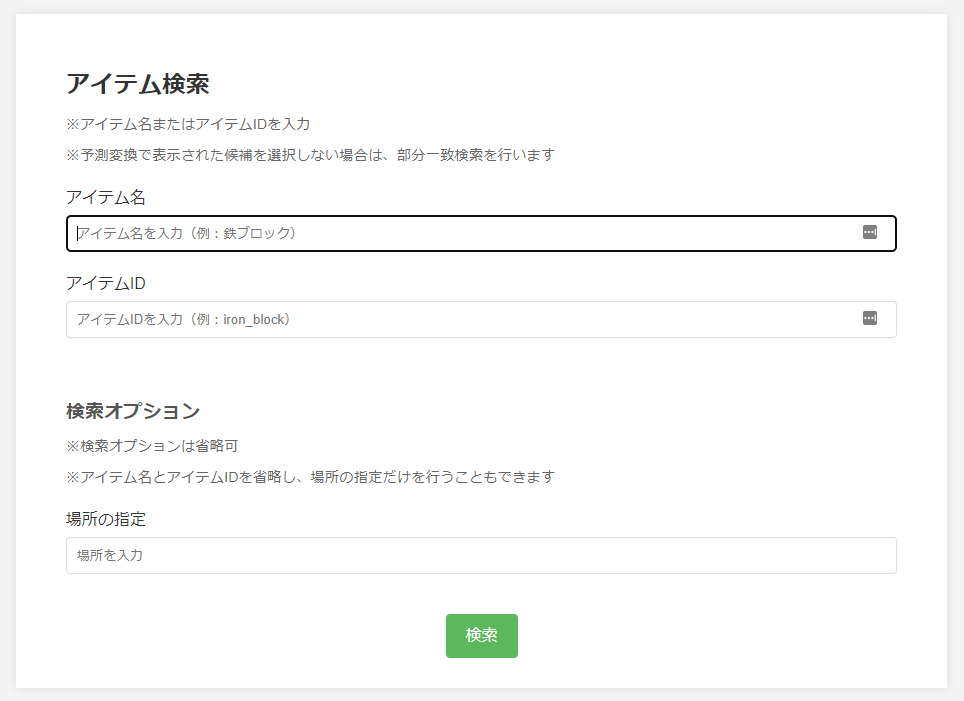 アイテム検索
※アイテム名またはアイテムIDを入力
※予測変換で表示された候補を選択しない場合は、部分一致検索を行います
アイテム名
アイテム名を入力（例：鉄ブロック）
アイテムID
アイテムIDを入力（例：iron_block）
検索オプション
※検索オプションは省略可
※アイテム名とアイテムIDを省略し、場所の指定だけを行うこともできます
場所の指定
場所を入力
検索